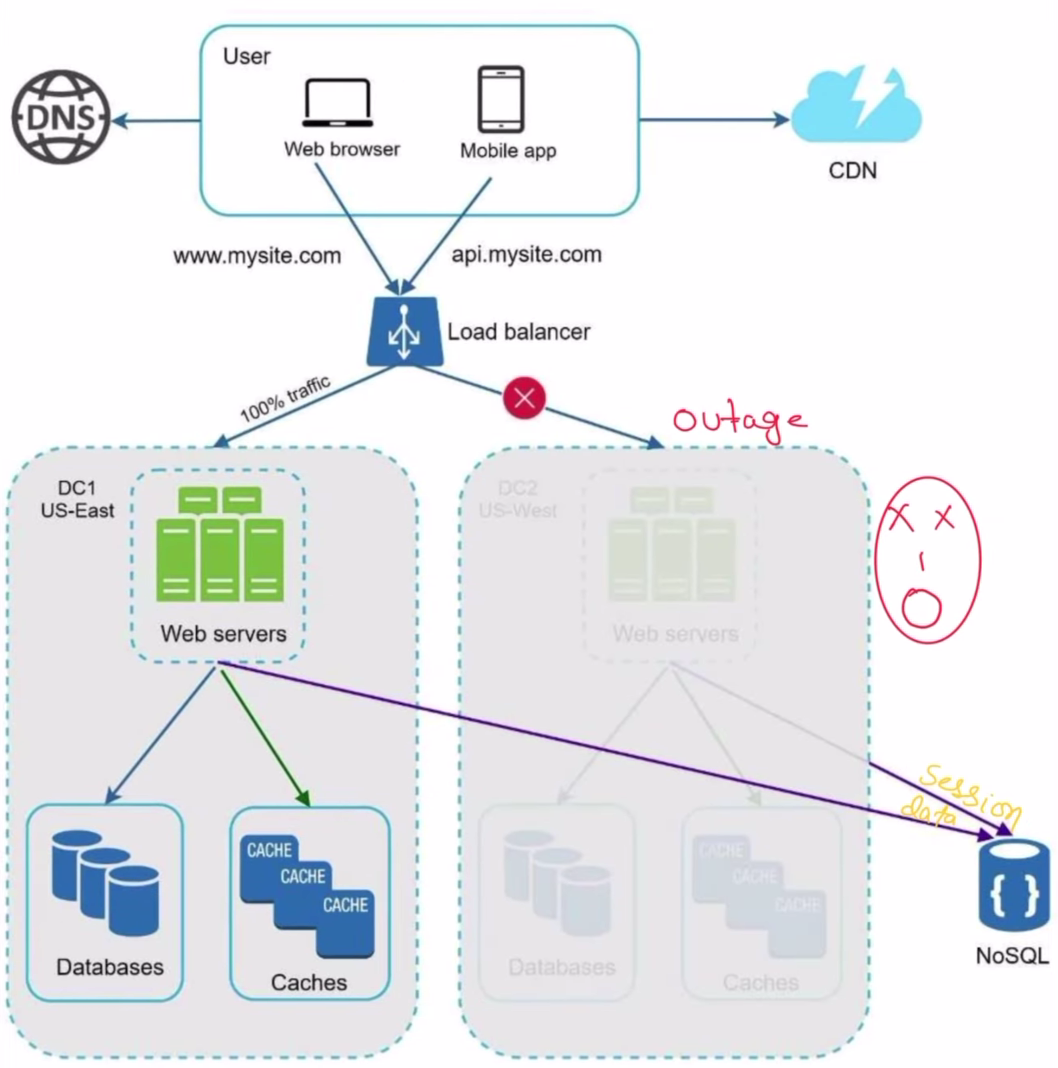 User
DNS
Web browser
Mobile app
CDN
www.mysite.com
api.mysite.com
Load balancer
100% traffic
outage
DC1
US-East
Web servers
DC2
US-West
Web servers
Session
data
CACHE
CACHE
CACHE
Databases
Caches
CACHE
CACHE
CACHE
Databases
Caches
{ }
NoSQL